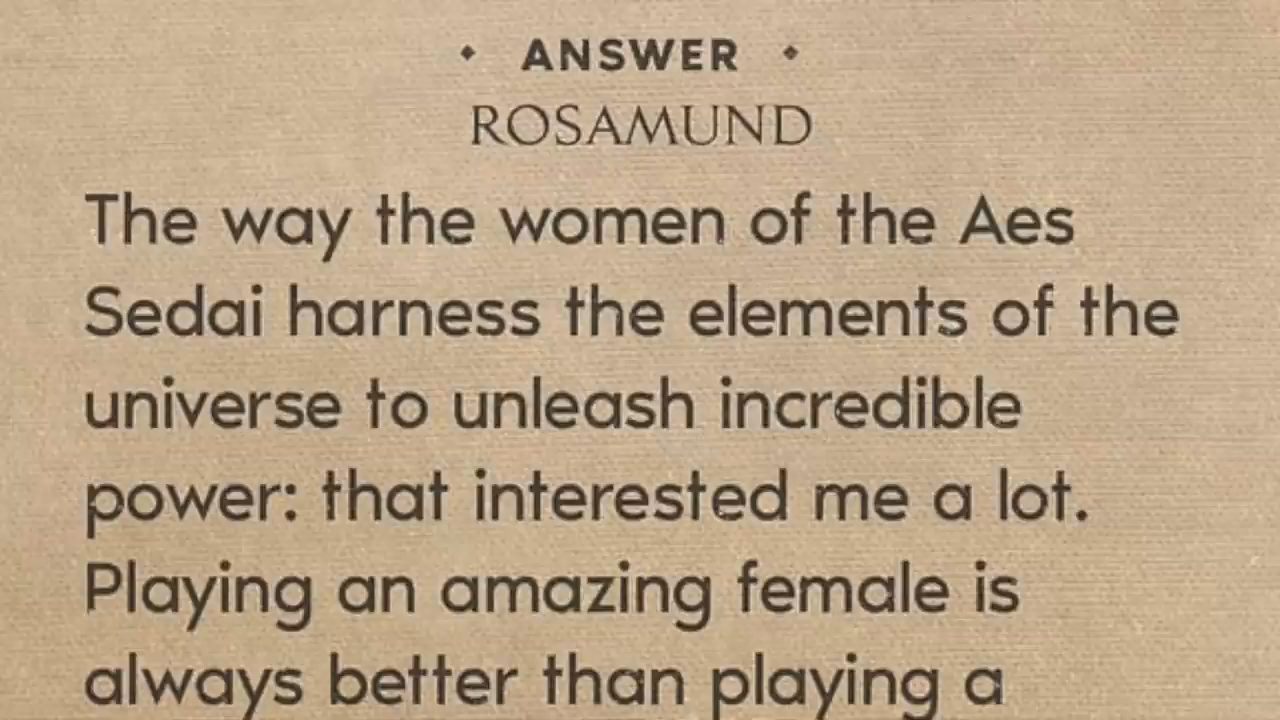 ANSWER
ROSAMUND
The way the women of the Aes
Sedai harness the elements of the
universe to unleash incredible
power: that interested me a lot.
Playing an amazing female is
always better than playing a